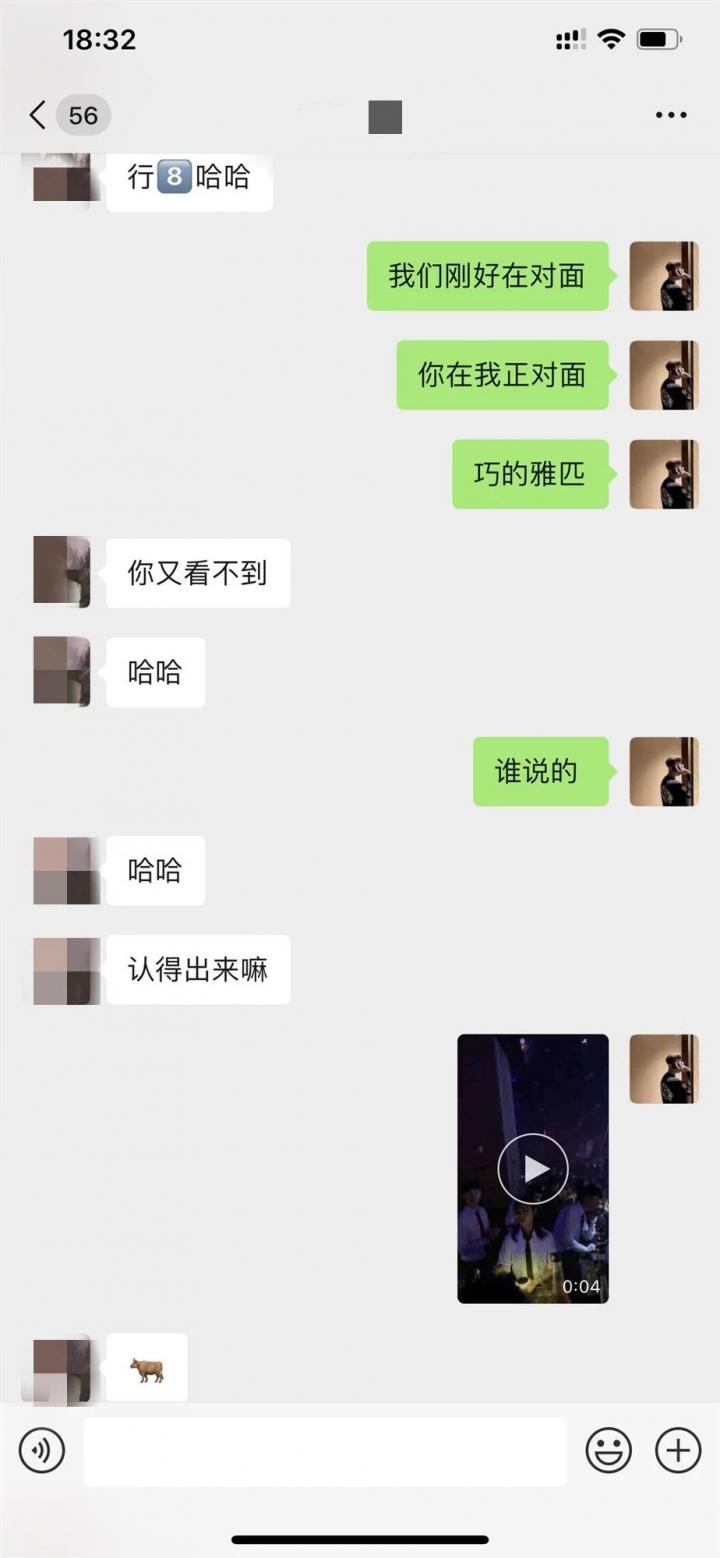 18:32
56
行8️⃣哈哈
我们刚好在对面
你在我正对面
巧的雅匹
你又看不到
哈哈
谁说的
哈哈
认得出来嘛
0:04
🐂